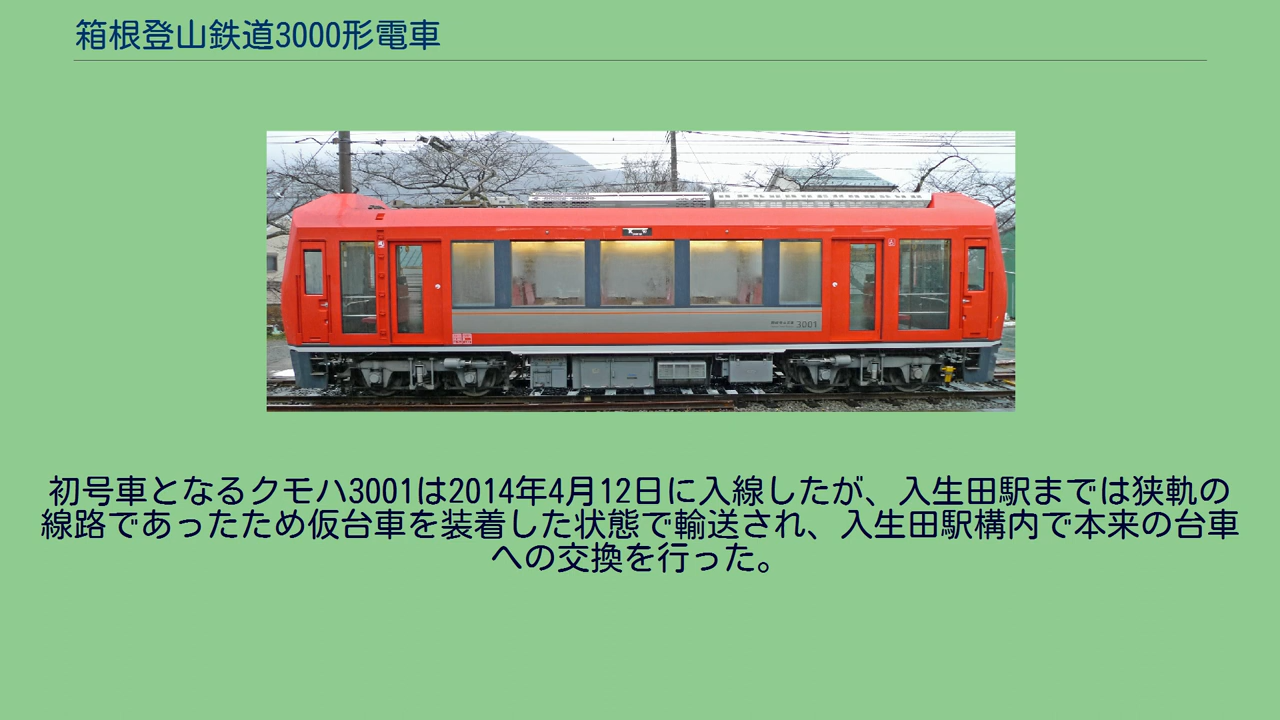 箱根登山鉄道3000形電車
3001
初号車となるクモハ3001は2014年4月12日に入線したが、入生田駅までは狭軌の
線路であったため仮台車を装着した状態で輸送され、入生田駅構内で本来の台車
への交換を行った。